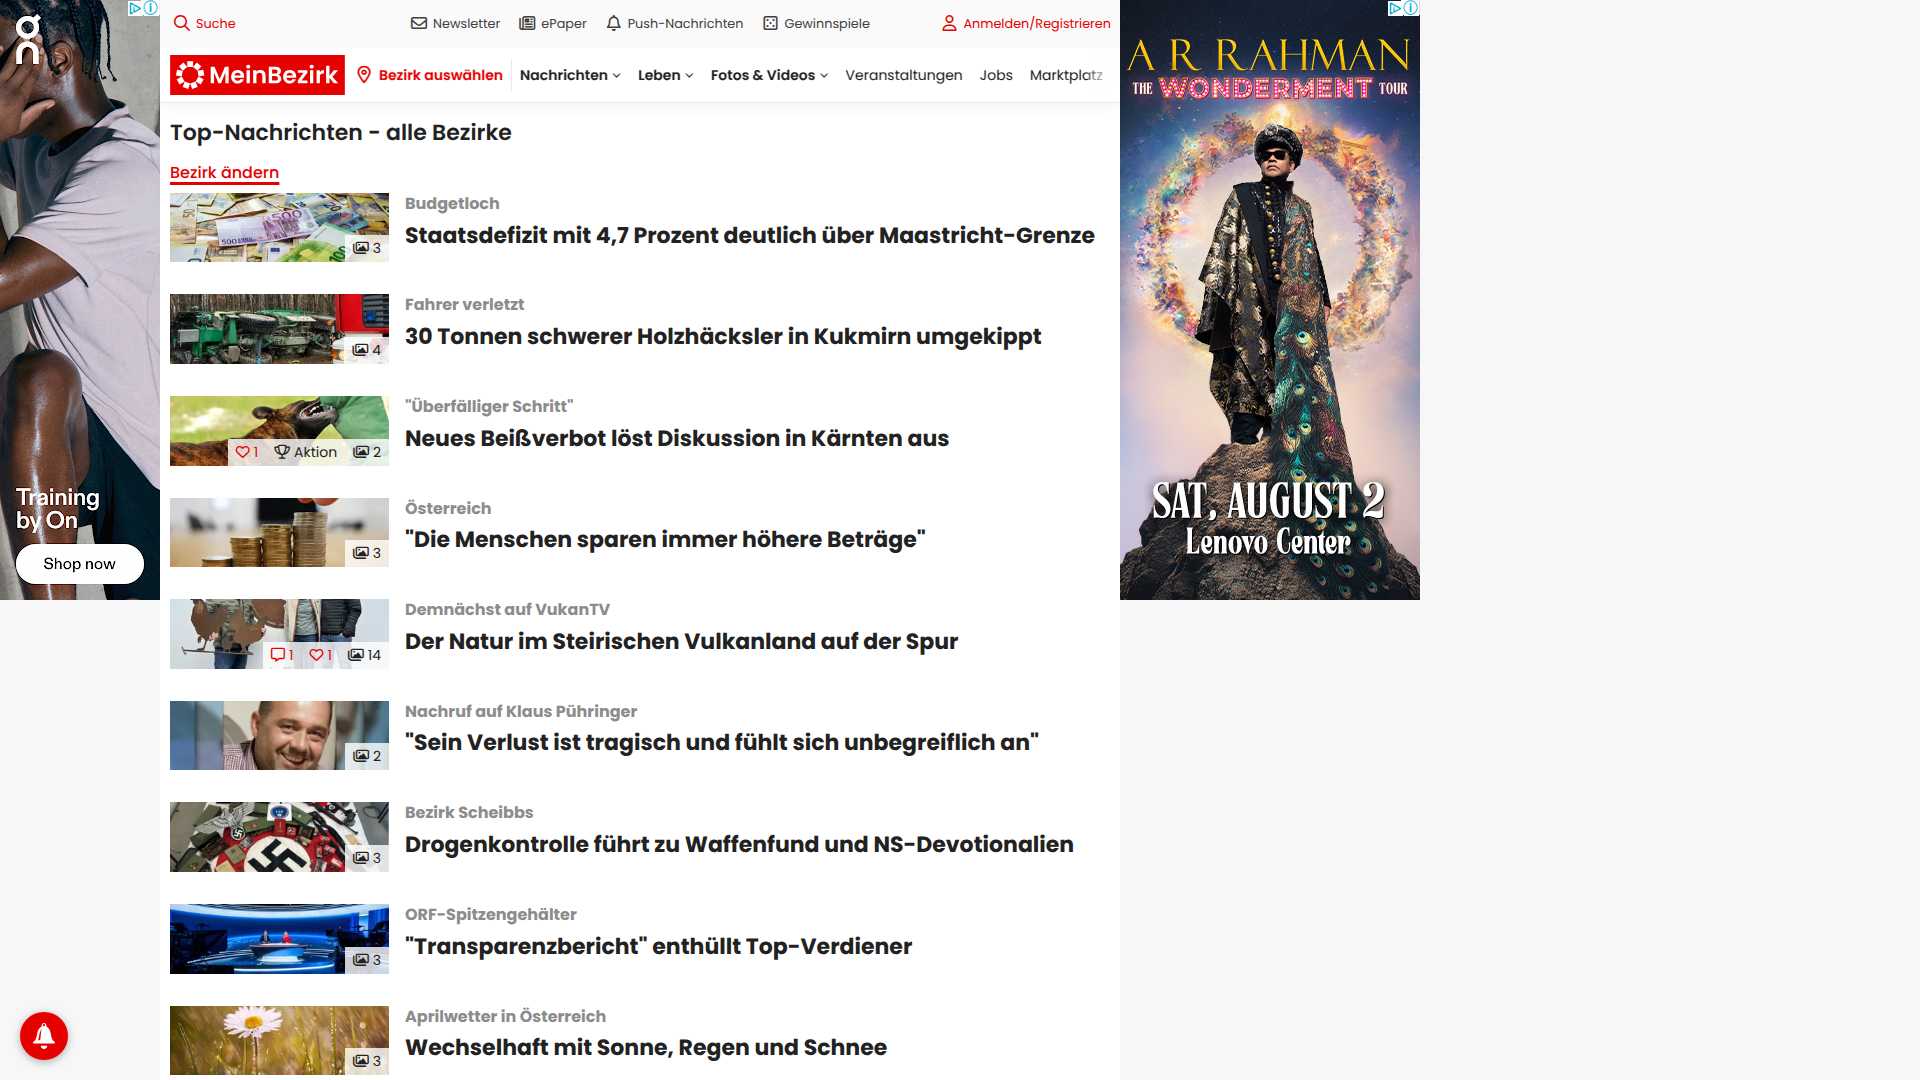 Suche
Newsletter
ePaper
Push-Nachrichten
Gewinnspiele
Anmelden/Registrieren
MeinBezirk
Bezirk auswählen
Nachrichten
Leben
Fotos & Videos
Veranstaltungen
Jobs
Marktplatz
Top-Nachrichten - alle Bezirke
Bezirk ändern
3
Budgetloch
Staatsdefizit mit 4,7 Prozent deutlich über Maastricht-Grenze
4
Fahrer verletzt
30 Tonnen schwerer Holzhäcksler in Kukmirn umgekippt
1 Aktion 2
"Überfälliger Schritt"
Neues Beißverbot löst Diskussion in Kärnten aus
3
Österreich
"Die Menschen sparen immer höhere Beträge"
1 1 14
Demnächst auf VukanTV
Der Natur im Steirischen Vulkanland auf der Spur
2
Nachruf auf Klaus Pühringer
"Sein Verlust ist tragisch und fühlt sich unbegreiflich an"
3
Bezirk Scheibbs
Drogenkontrolle führt zu Waffenfund und NS-Devotionalien
3
ORF-Spitzengehälter
"Transparenzbericht" enthüllt Top-Verdiener
3
Aprilwetter in Österreich
Wechselhaft mit Sonne, Regen und Schnee
Training
by On
Shop now
A R RAHMAN
THE WONDERMENT TOUR
SAT, AUGUST 2
Lenovo Center